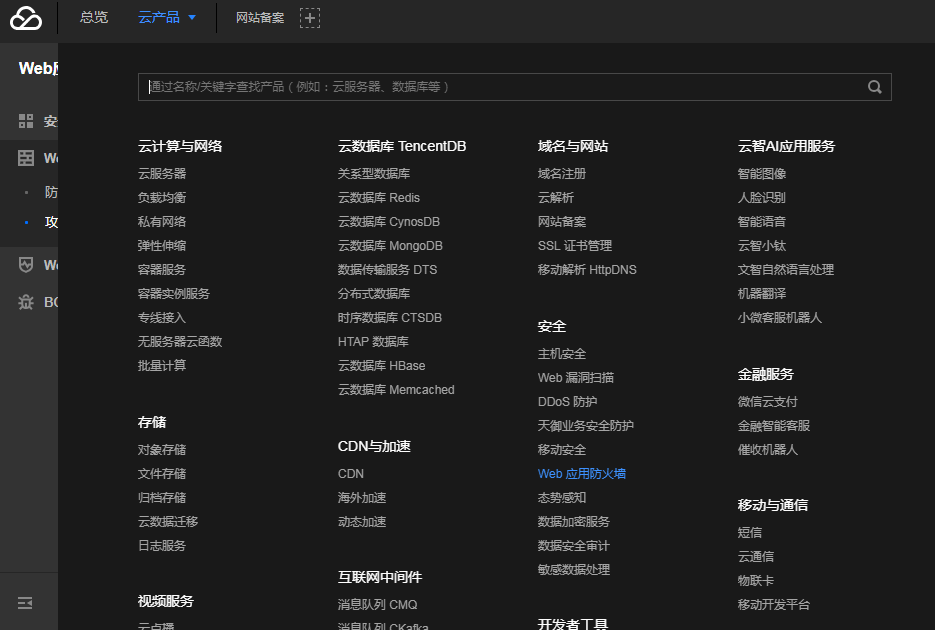 总览
云产品
网站备案
Web应
安
We
防
攻
We
BO
通过名称/关键字查找产品（例如：云服务器、数据库等）
云计算与网络
云服务器
负载均衡
私有网络
弹性伸缩
容器服务
容器实例服务
专线接入
无服务器云函数
批量计算
存储
对象存储
文件存储
归档存储
云数据迁移
日志服务
视频服务
云点播
云数据库 TencentDB
关系型数据库
云数据库 Redis
云数据库 CynosDB
云数据库 MongoDB
数据传输服务 DTS
分布式数据库
时序数据库 CTSDB
HTAP 数据库
云数据库 HBase
云数据库 Memcached
CDN与加速
CDN
海外加速
动态加速
互联网中间件
消息队列 CMQ
消息队列 CKafka
域名与网站
域名注册
云解析
网站备案
SSL 证书管理
移动解析 HttpDNS
安全
主机安全
Web 漏洞扫描
DDoS 防护
天御业务安全防护
移动安全
Web 应用防火墙
态势感知
数据加密服务
数据安全审计
敏感数据处理
开发者工具
云智AI应用服务
智能图像
人脸识别
智能语音
云智小钛
文智自然语言处理
机器翻译
小微客服机器人
金融服务
微信云支付
金融智能客服
催收机器人
移动与通信
短信
云通信
物联卡
移动开发平台